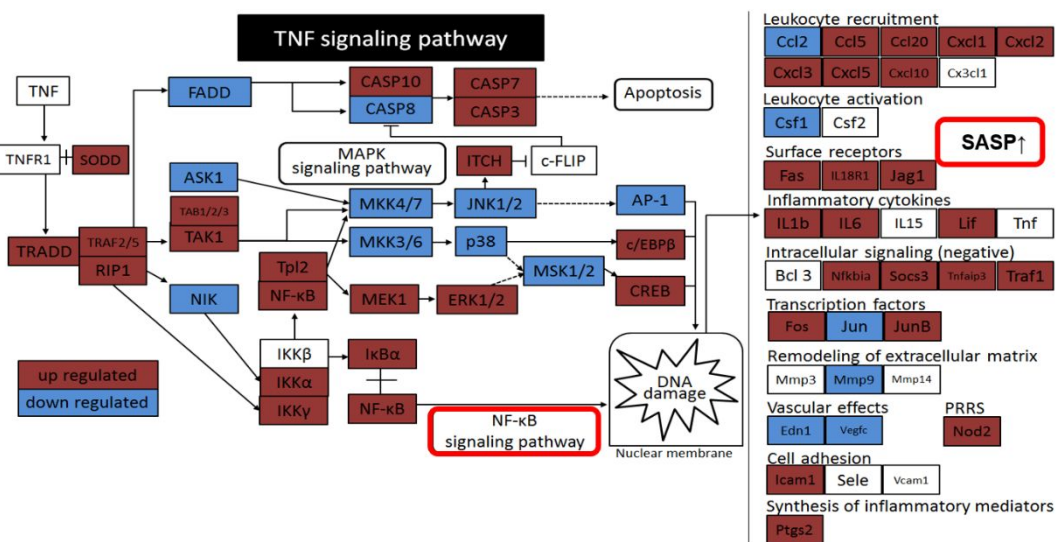 TNF signaling pathway
TNF
TNFR1
SODD
TRADD
TRAF2/5
RIP1
FADD
CASP10
CASP8
CASP7
CASP3
Apoptosis
MAPK
signaling pathway
ITCH
c-FLIP
ASK1
TAB1/2/3
TAK1
MKK4/7
JNK1/2
AP-1
MKK3/6
p38
c/EBPβ
MSK1/2
CREB
Tpl2
NF-κB
MEK1
ERK1/2
NIK
IKKβ
IKKα
IKKγ
IκBα
NF-κB
NF-κB
signaling pathway
DNA
damage
Nuclear membrane
up regulated
down regulated
Leukocyte recruitment
Ccl2 Ccl5 Ccl20 Cxcl1 Cxcl2
Cxcl3 Cxcl5 Cxcl10 Cx3cl1
Leukocyte activation
Csf1 Csf2
SASP↑
Surface receptors
Fas IL18R1 Jag1
Inflammatory cytokines
IL1b IL6 IL15 Lif Tnf
Intracellular signaling (negative)
Bcl 3 Nfkbia Socs3 Tnfaip3 Traf1
Transcription factors
Fos Jun JunB
Remodeling of extracellular matrix
Mmp3 Mmp9 Mmp14
Vascular effects PRRS
Edn1 Vegfc Nod2
Cell adhesion
Icam1 Sele Vcam1
Synthesis of inflammatory mediators
Ptgs2